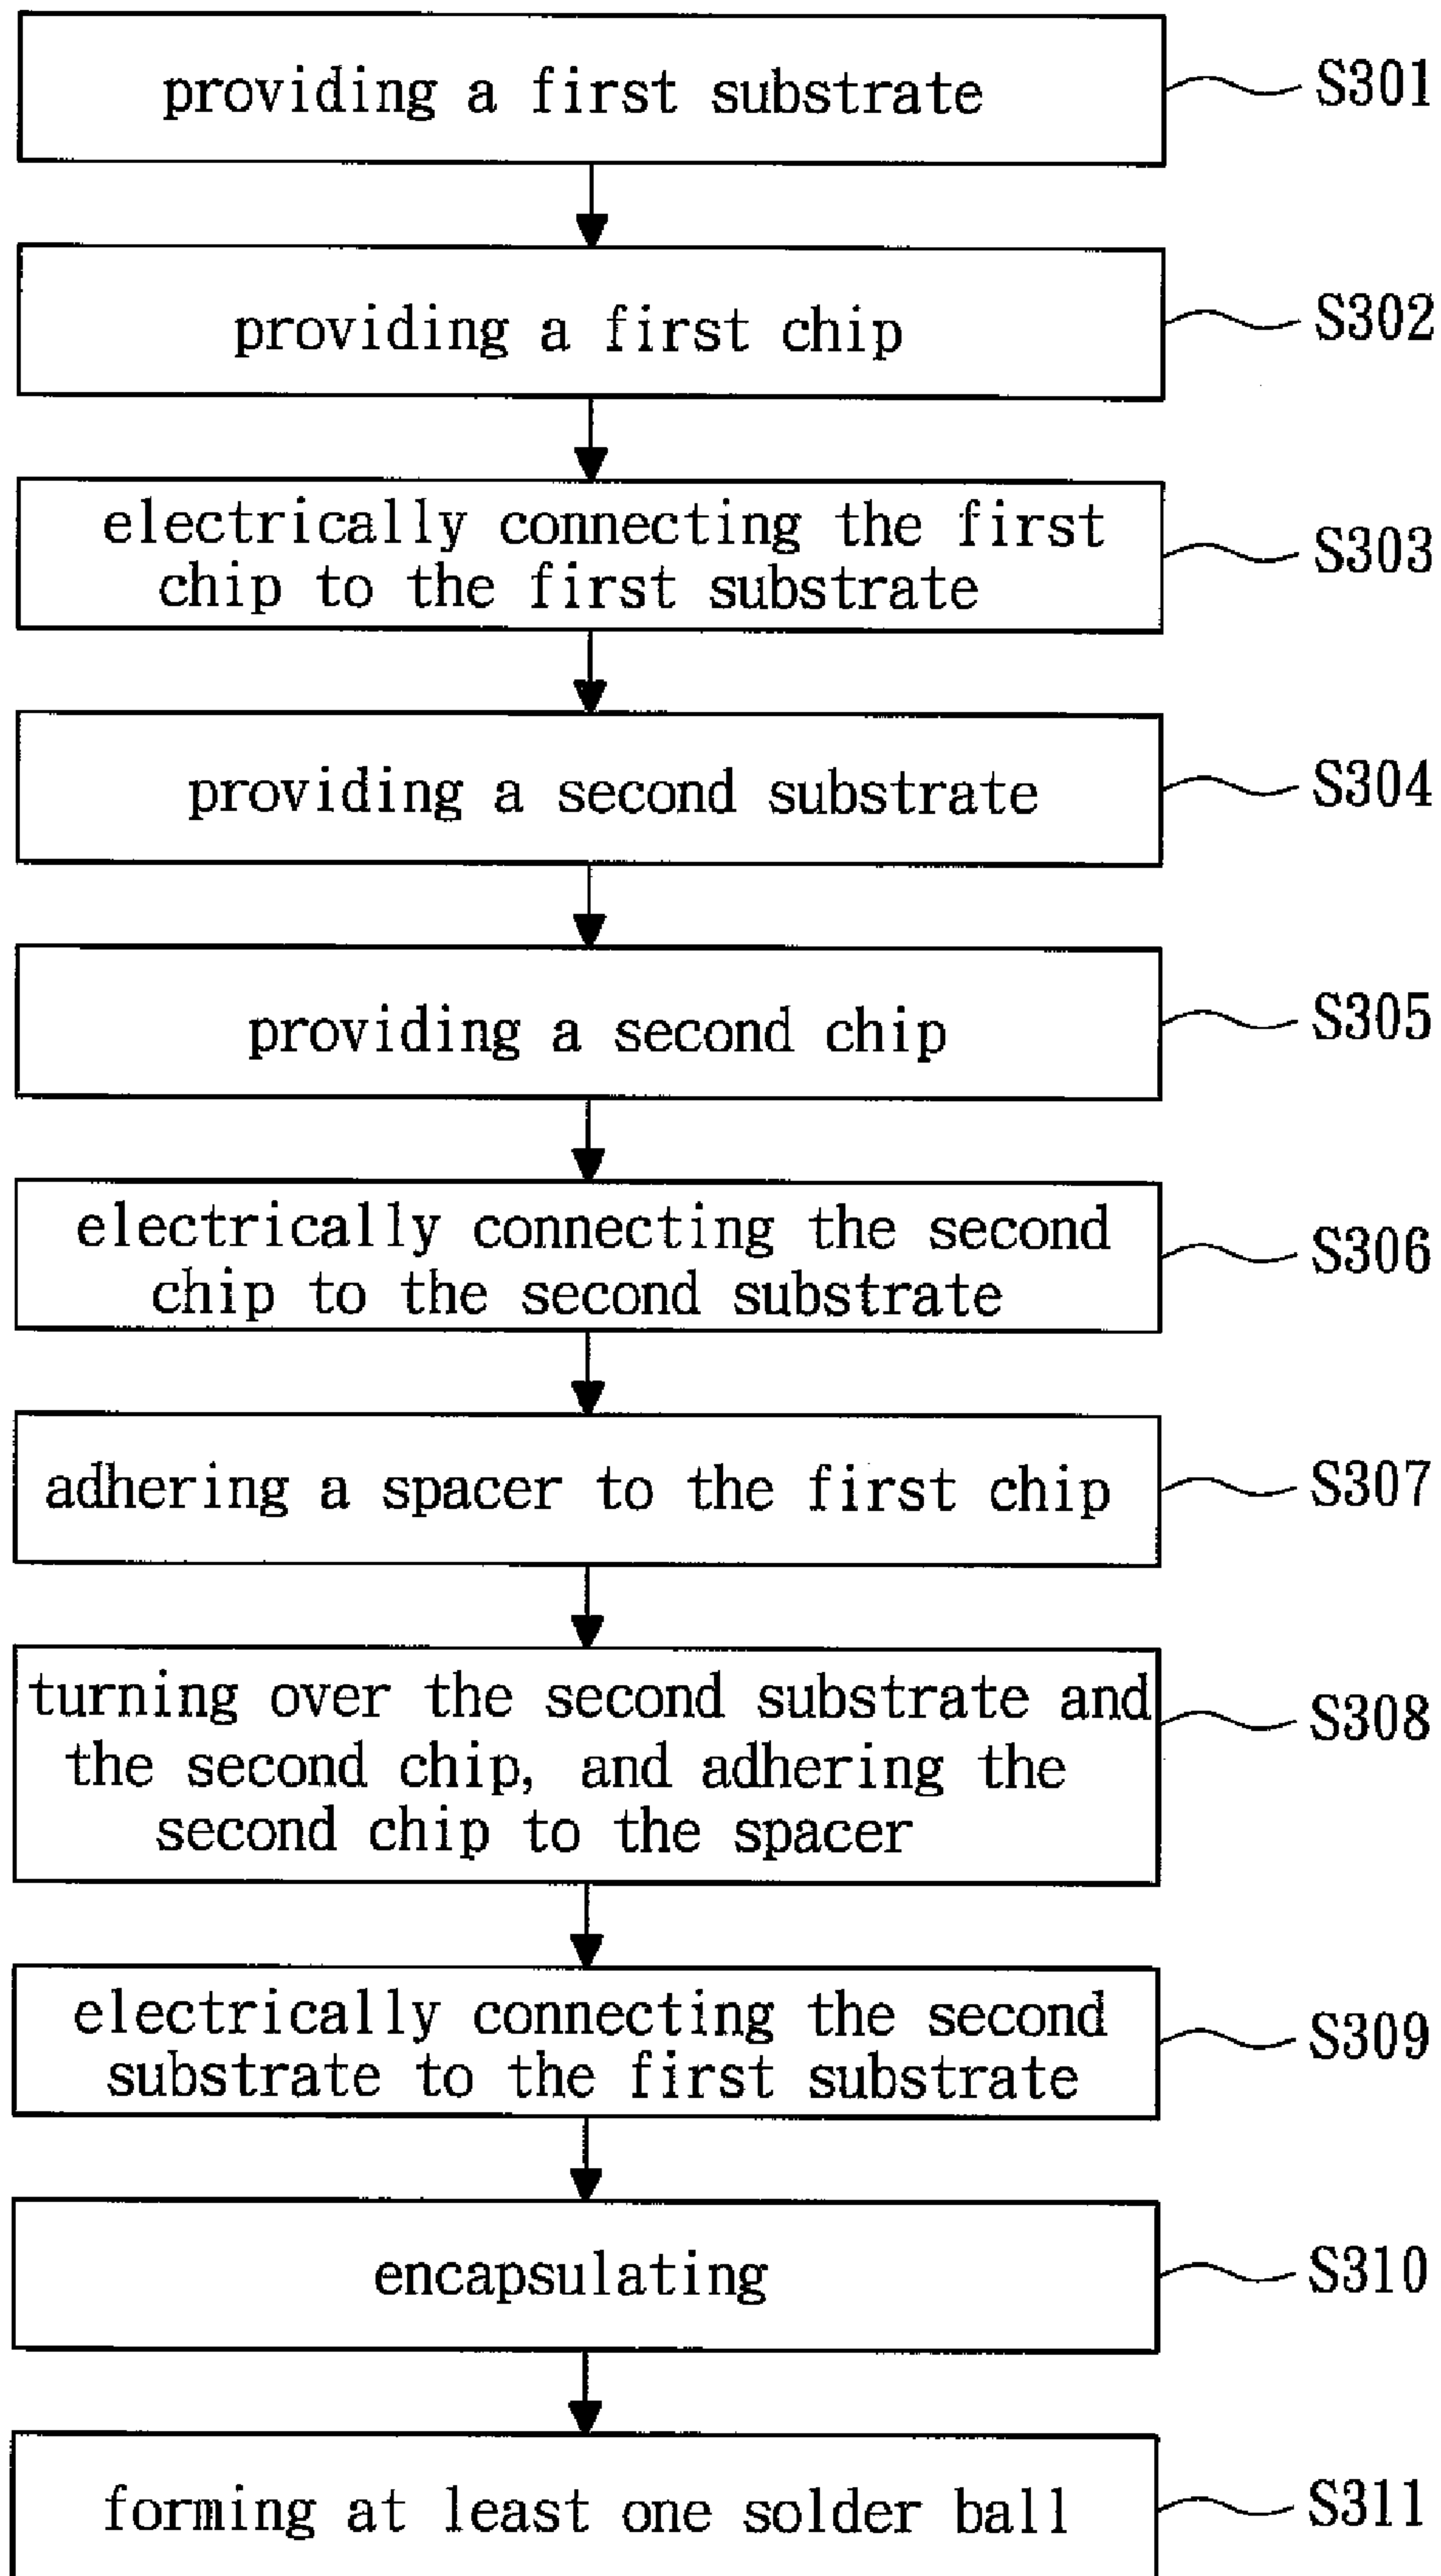 providing a first substrate
S301
providing a first chip
S302
electrically connecting the first
chip to the first substrate
S303
providing a second substrate
S304
providing a second chip
S305
electrically connecting the second
chip to the second substrate
S306
adhering a spacer to the first chip
S307
turning over the second substrate and
the second chip, and adhering the
second chip to the spacer
S308
electrically connecting the second
substrate to the first substrate
S309
encapsulating
S310
forming at least one solder ball
S311